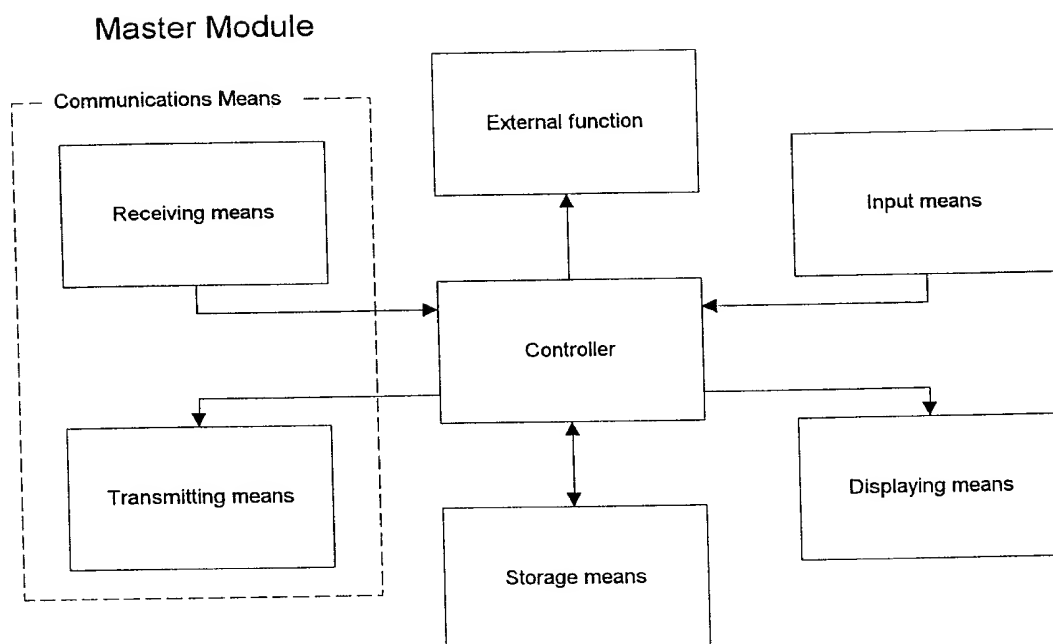 Master Module
Communications Means
External function
Receiving means
Input means
Controller
Transmitting means
Displaying means
Storage means